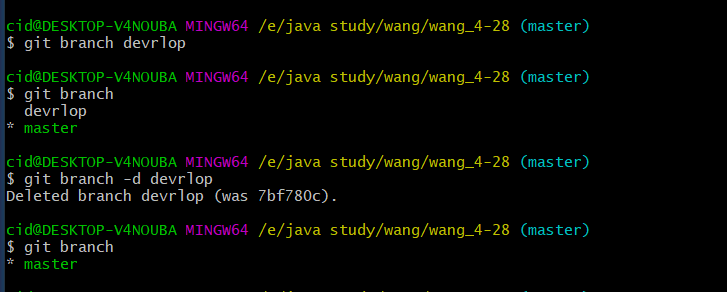 cid@DESKTOP-V4NOUBA MINGW64 /e/java study/wang/wang_4-28 (master)
$ git branch devrlop
cid@DESKTOP-V4NOUBA MINGW64 /e/java study/wang/wang_4-28 (master)
$ git branch
  devrlop
* master
cid@DESKTOP-V4NOUBA MINGW64 /e/java study/wang/wang_4-28 (master)
$ git branch -d devrlop
Deleted branch devrlop (was 7bf780c).
cid@DESKTOP-V4NOUBA MINGW64 /e/java study/wang/wang_4-28 (master)
$ git branch
* master